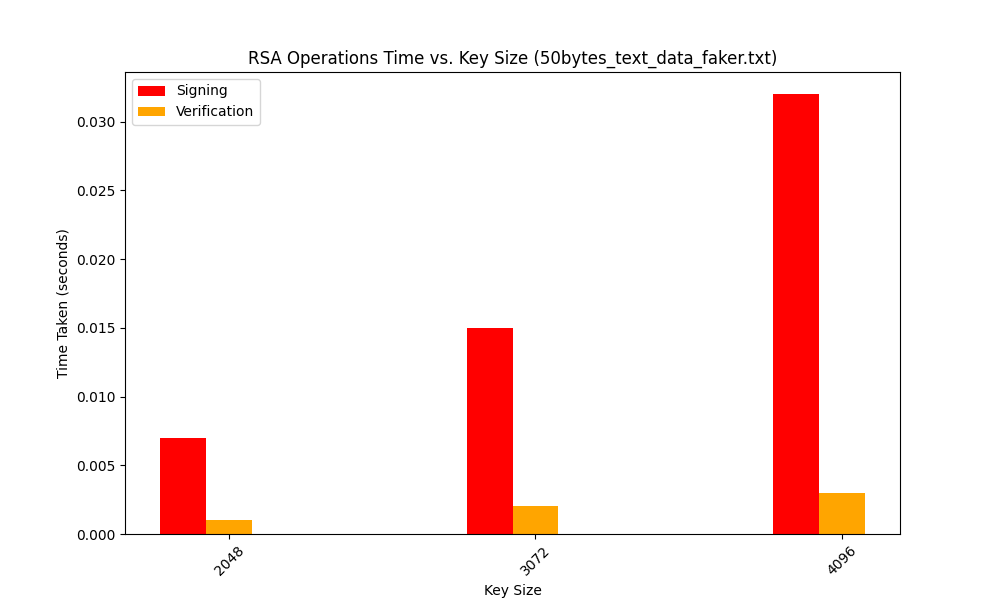 RSA Operations Time vs. Key Size (50bytes_text_data_faker.txt)
Signing
Verification
Time Taken (seconds)
0.030
0.025
0.020
0.015
0.010
0.005
0.000
2048
3072
4096
Key Size